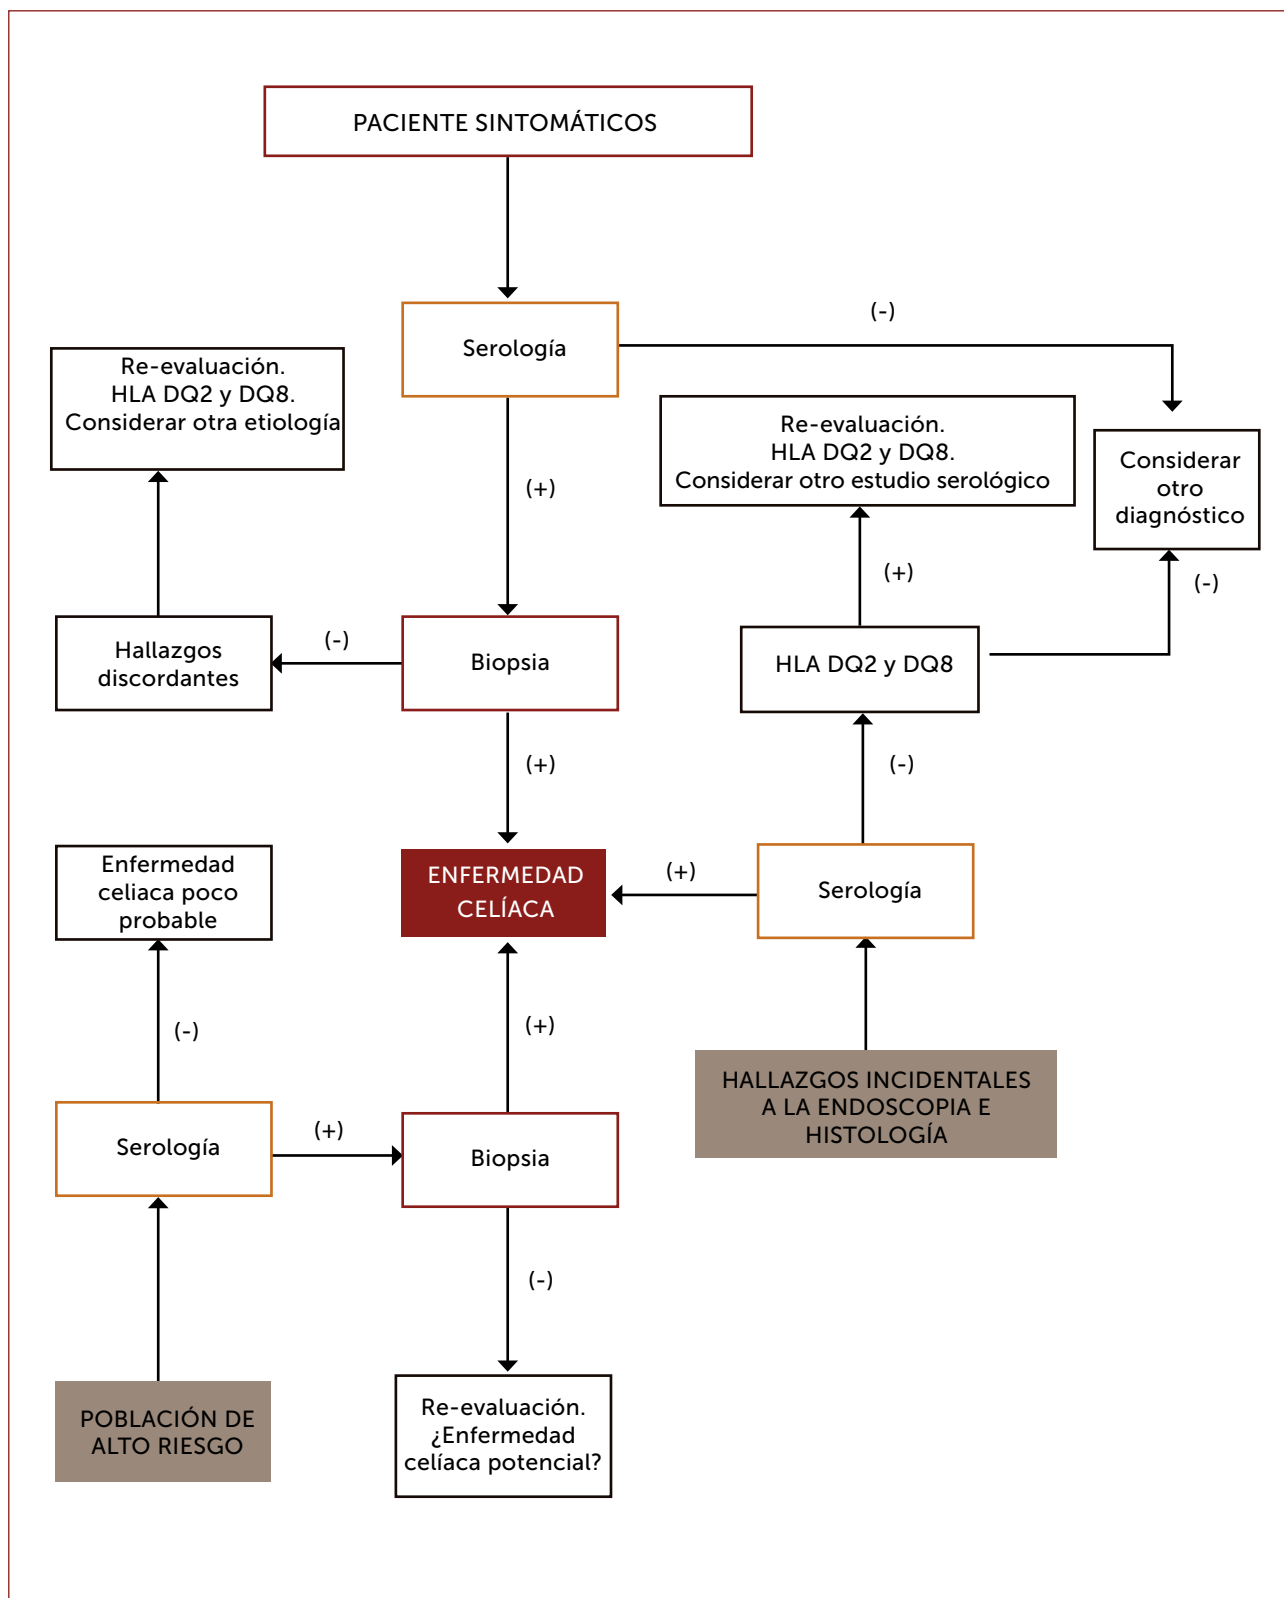 PACIENTE SINTOMÁTICOS
(-)
Serología
Re-evaluación.
HLA DQ2 y DQ8.
Considerar otra etiología
Re-evaluación.
HLA DQ2 y DQ8.
Considerar otro estudio serológico
Considerar
otro
diagnóstico
(+)
(+)
(-)
Hallazgos
discordantes
(-)
Biopsia
HLA DQ2 y DQ8
(+)
(-)
Enfermedad
celiaca poco
probable
ENFERMEDAD
CELÍACA
(+)
Serología
(-)
(+)
HALLAZGOS INCIDENTALES
A LA ENDOSCOPIA E
HISTOLOGÍA
Serología
(+)
Biopsia
(-)
POBLACIÓN DE
ALTO RIESGO
Re-evaluación.
¿Enfermedad
celíaca potencial?